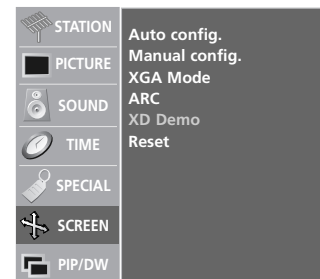 STATION
PICTURE
SOUND
TIME
SPECIAL
SCREEN
PIP/DW
Auto config.
Manual config.
XGA Mode
ARC
XD Demo
Reset